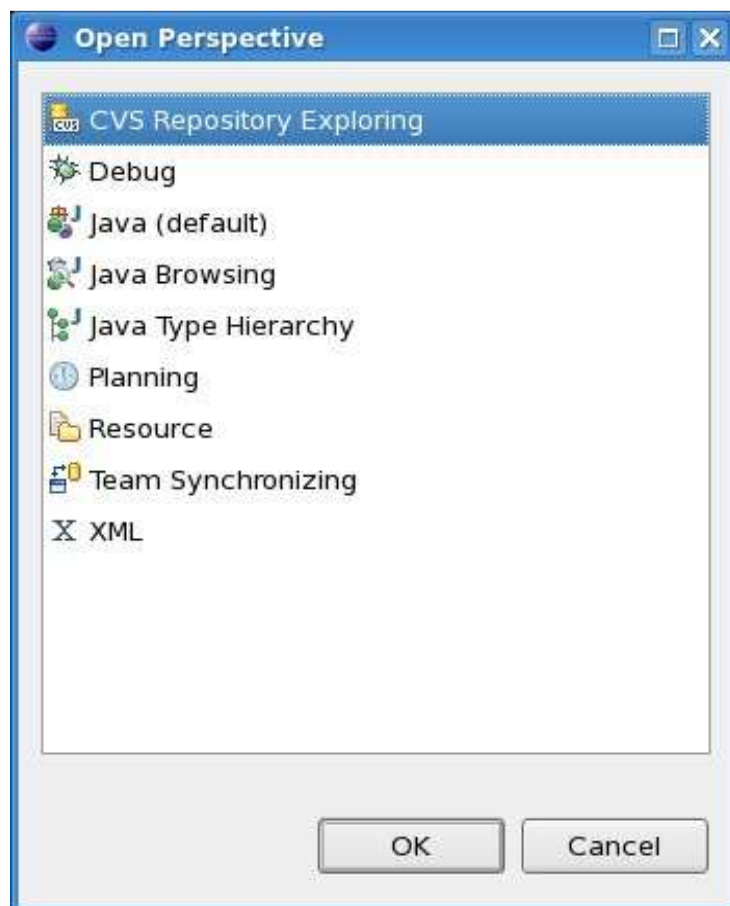 Open Perspective
CVS Repository Exploring
Debug
Java (default)
Java Browsing
Java Type Hierarchy
Planning
Resource
Team Synchronizing
X XML
OK Cancel